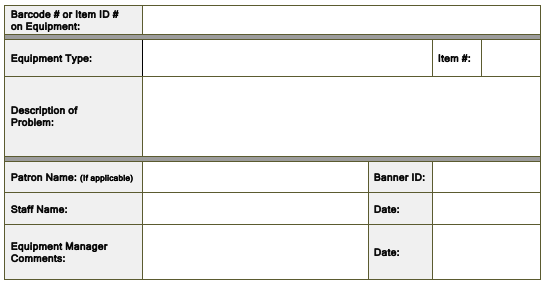 Barcode # or Item ID #
on Equipment:
Equipment Type:
Item #:
Description of
Problem:
Patron Name: (if applicable)
Banner ID:
Staff Name:
Date:
Equipment Manager
Comments:
Date: